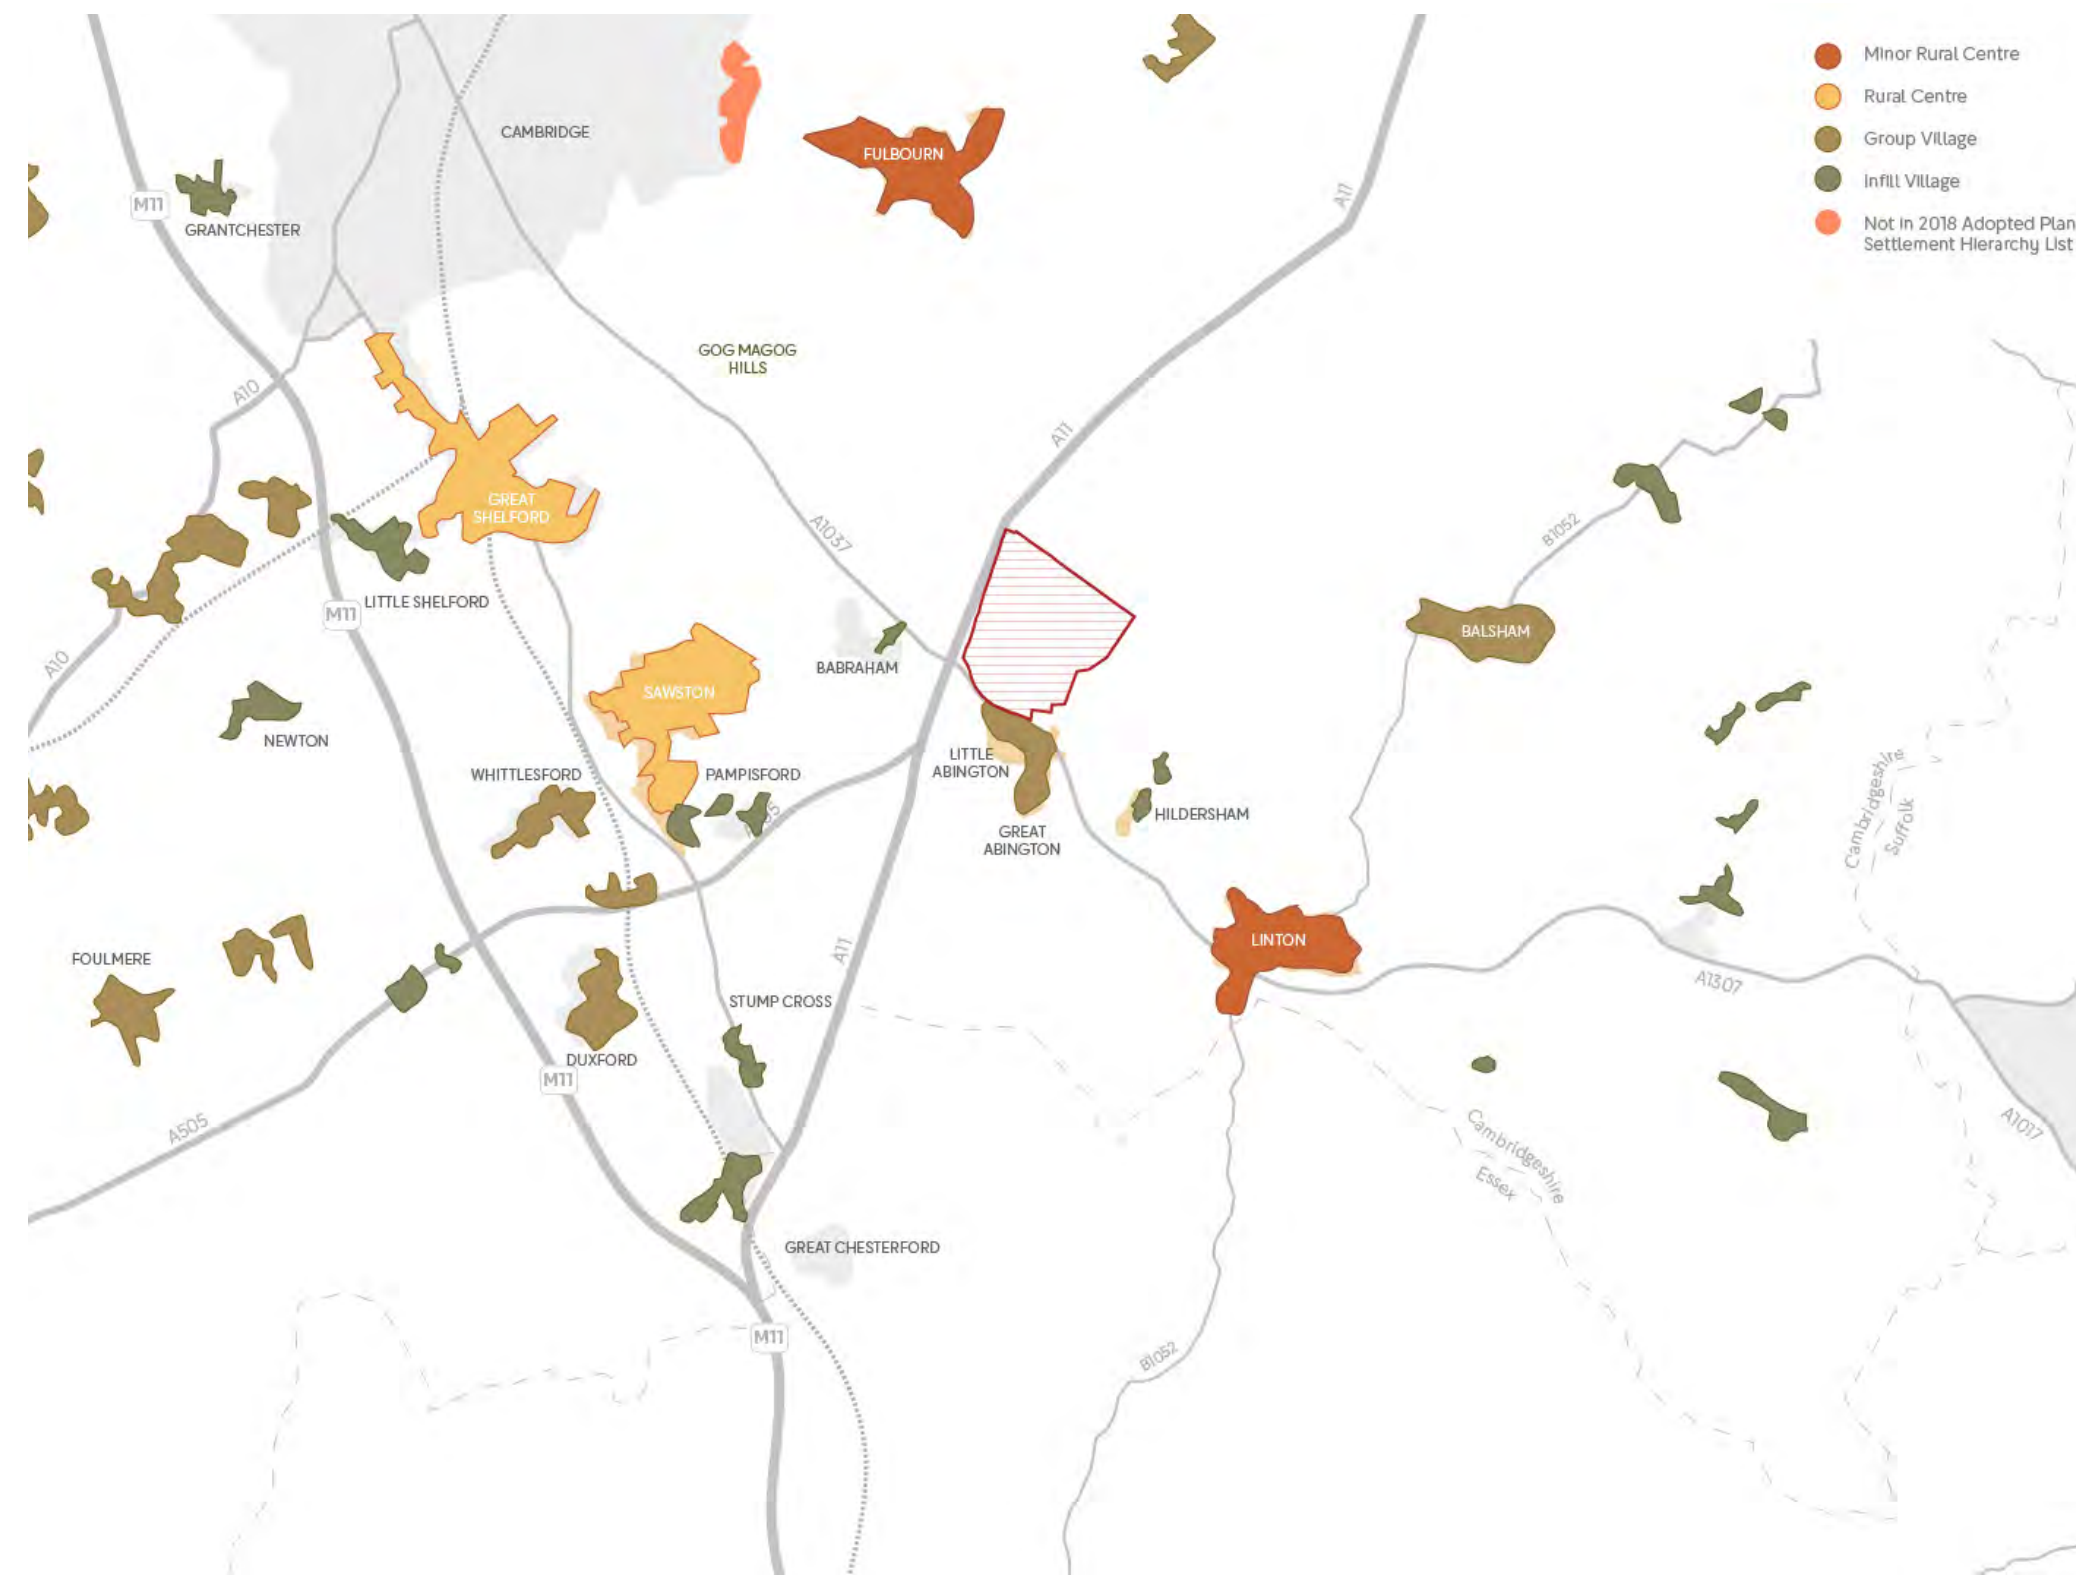 Minor Rural Centre
Rural Centre
Group Village
Infill Village
Not in 2018 Adopted Plan
Settlement Hierarchy List
CAMBRIDGE
FULBOURN
M11
A11
GRANTCHESTER
GOG MAGOG
HILLS
A10
A11
GREAT
SHELFORD
A1037
B1052
LITTLE SHELFORD
M11
BALSHAM
A10
BABRAHAM
SAWSTON
NEWTON
LITTLE
ABINGTON
WHITTLESFORD
PAMPISFORD
HILDERSHAM
GREAT
ABINGTON
Cambridgeshire
Suffolk
LINTON
A11
FOULMERE
A1307
STUMP CROSS
DUXFORD
M11
A505
Cambridgeshire
Essex
A1017
GREAT CHESTERFORD
M11
B1052